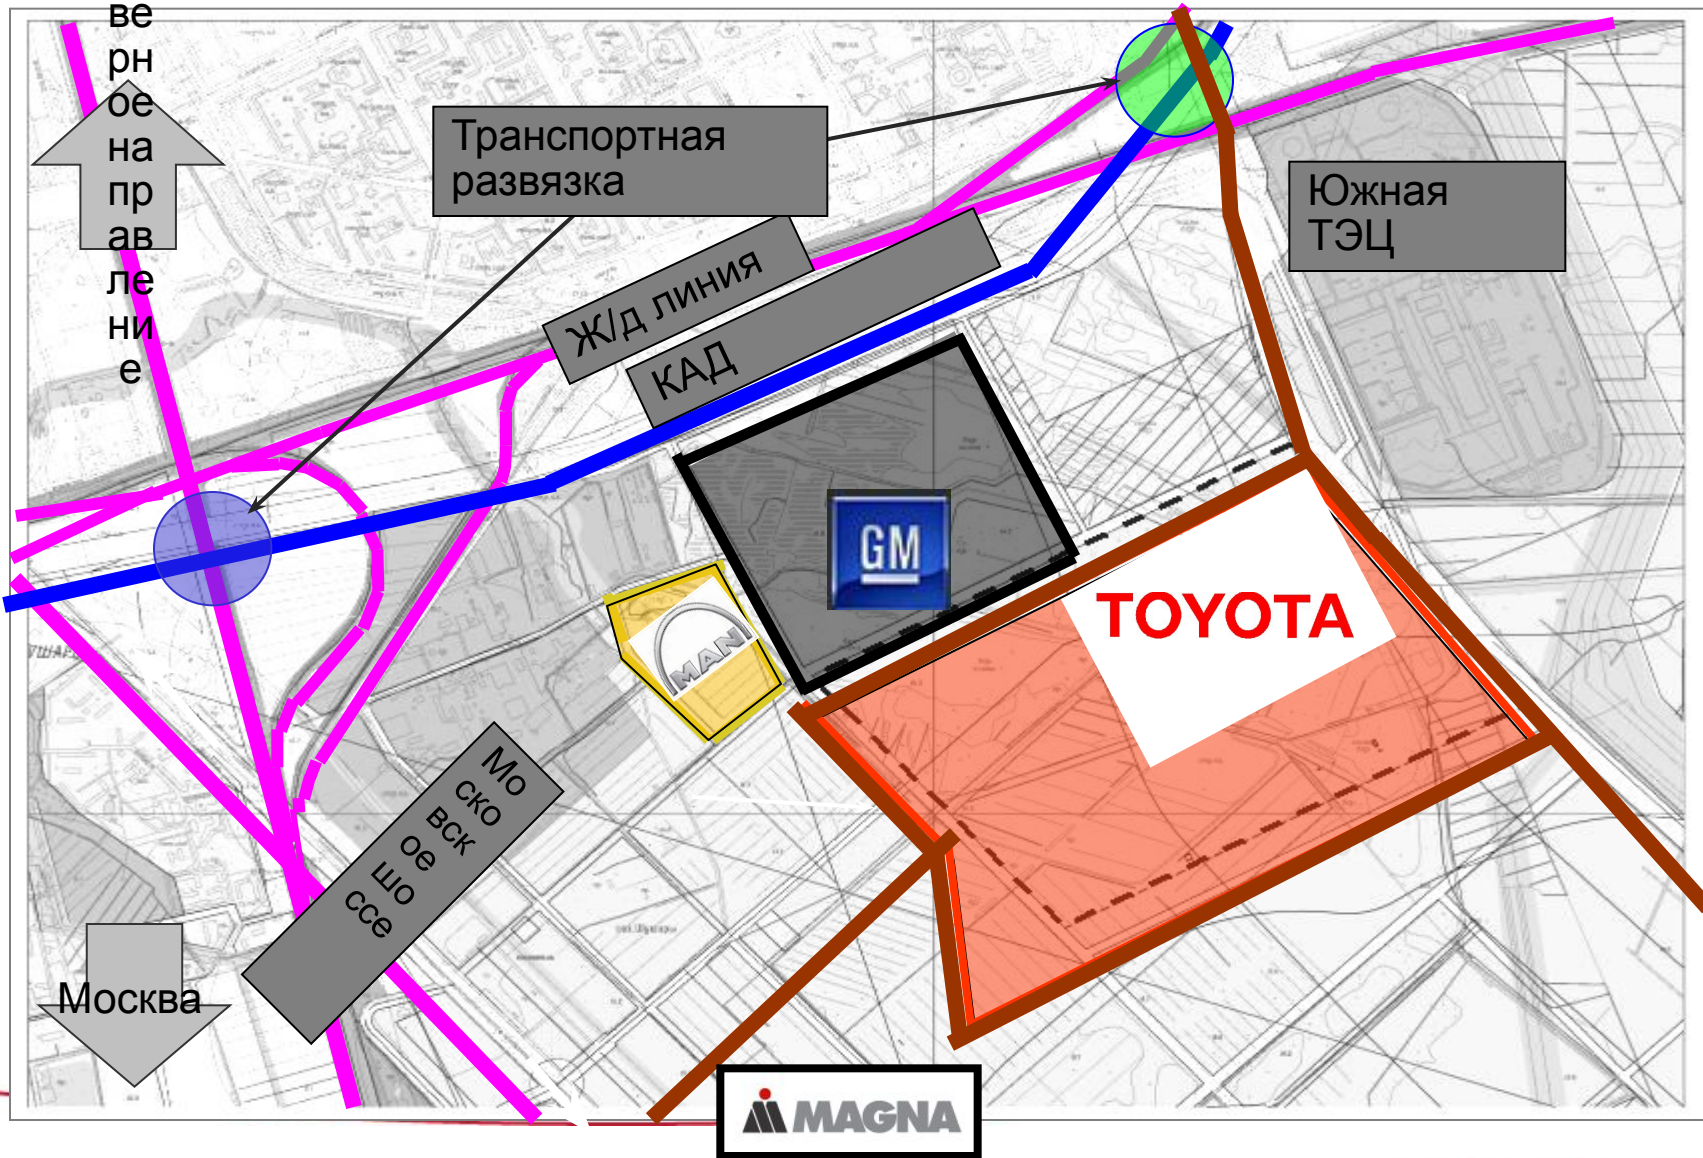 ве
рн
ое
на
пр
ав
ле
ни
е
Транспортная
развязка
Южная
ТЭЦ
Ж/д линия
КАД
GM
TOYOTA
MAN
Мо
ско
вск
ое
шо
ссе
Москва
MAGNA